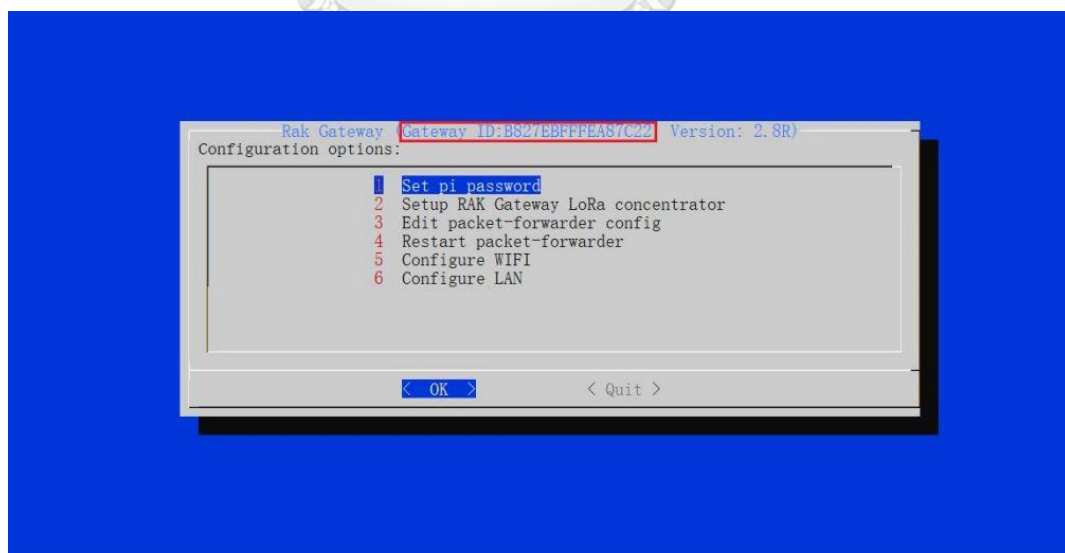 Rak Gateway (Gateway ID:B827EBFFFEA87C22 Version: 2.8R)
Configuration options:
1 Set pi password
2 Setup RAK Gateway LoRa concentrator
3 Edit packet-forwarder config
4 Restart packet-forwarder
5 Configure WIFI
6 Configure LAN
< OK > < Quit >